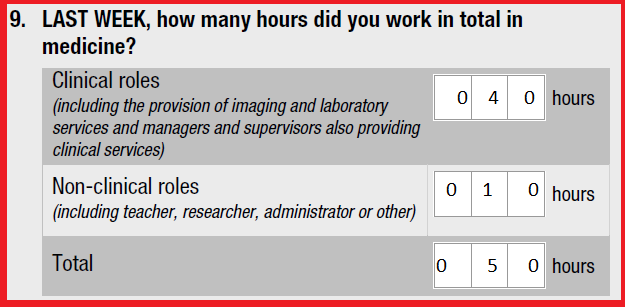 9. LAST WEEK, how many hours did you work in total in
medicine?
Clinical roles
(including the provision of imaging and laboratory
services and managers and supervisors also providing
clinical services)
0 4 0 hours
Non-clinical roles
(including teacher, researcher, administrator or other)
0 1 0 hours
Total
0 5 0 hours